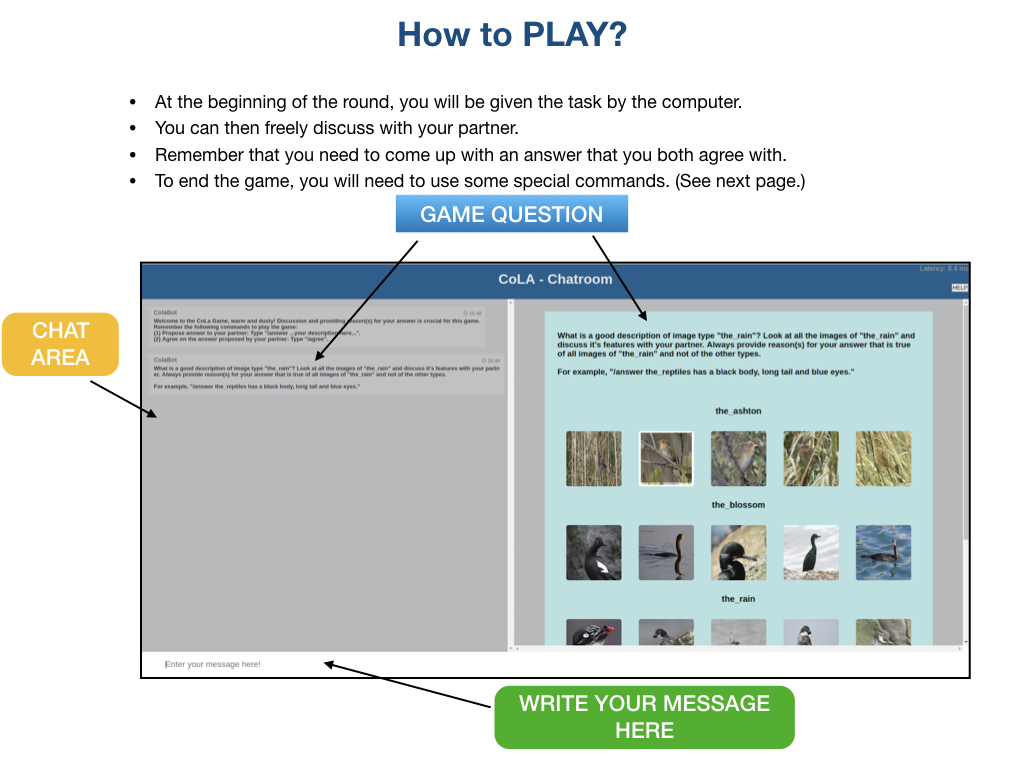 How to PLAY?
• At the beginning of the round, you will be given the task by the computer.
• You can then freely discuss with your partner.
• Remember that you need to come up with an answer that you both agree with.
• To end the game, you will need to use some special commands. (See next page.)
GAME QUESTION
CoLA - Chatroom
Latency: 8.4 ms
HELP
CHAT
AREA
ColaBot
15:48
Welcome to the CoLa Game, warm and dusty! Discussion and providing reason(s) for your answer is crucial for this game.
Remember the following commands to play the game:
(1) Propose answer to your partner: Type "/answer ...your description here...".
(2) Agree on the answer proposed by your partner: Type "/agree".
ColaBot
15:48
What is a good description of image type "the_rain"? Look at all the images of "the_rain" and discuss it's features with your partn
er. Always provide reason(s) for your answer that is true of all images of "the_rain" and not of the other types.
For example, "/answer the_reptiles has a black body, long tail and blue eyes."
What is a good description of image type "the_rain"? Look at all the images of "the_rain" and
discuss it's features with your partner. Always provide reason(s) for your answer that is true
of all images of "the_rain" and not of the other types.
For example, "/answer the_reptiles has a black body, long tail and blue eyes."
the_ashton
the_blossom
the_rain
Enter your message here!
WRITE YOUR MESSAGE
HERE